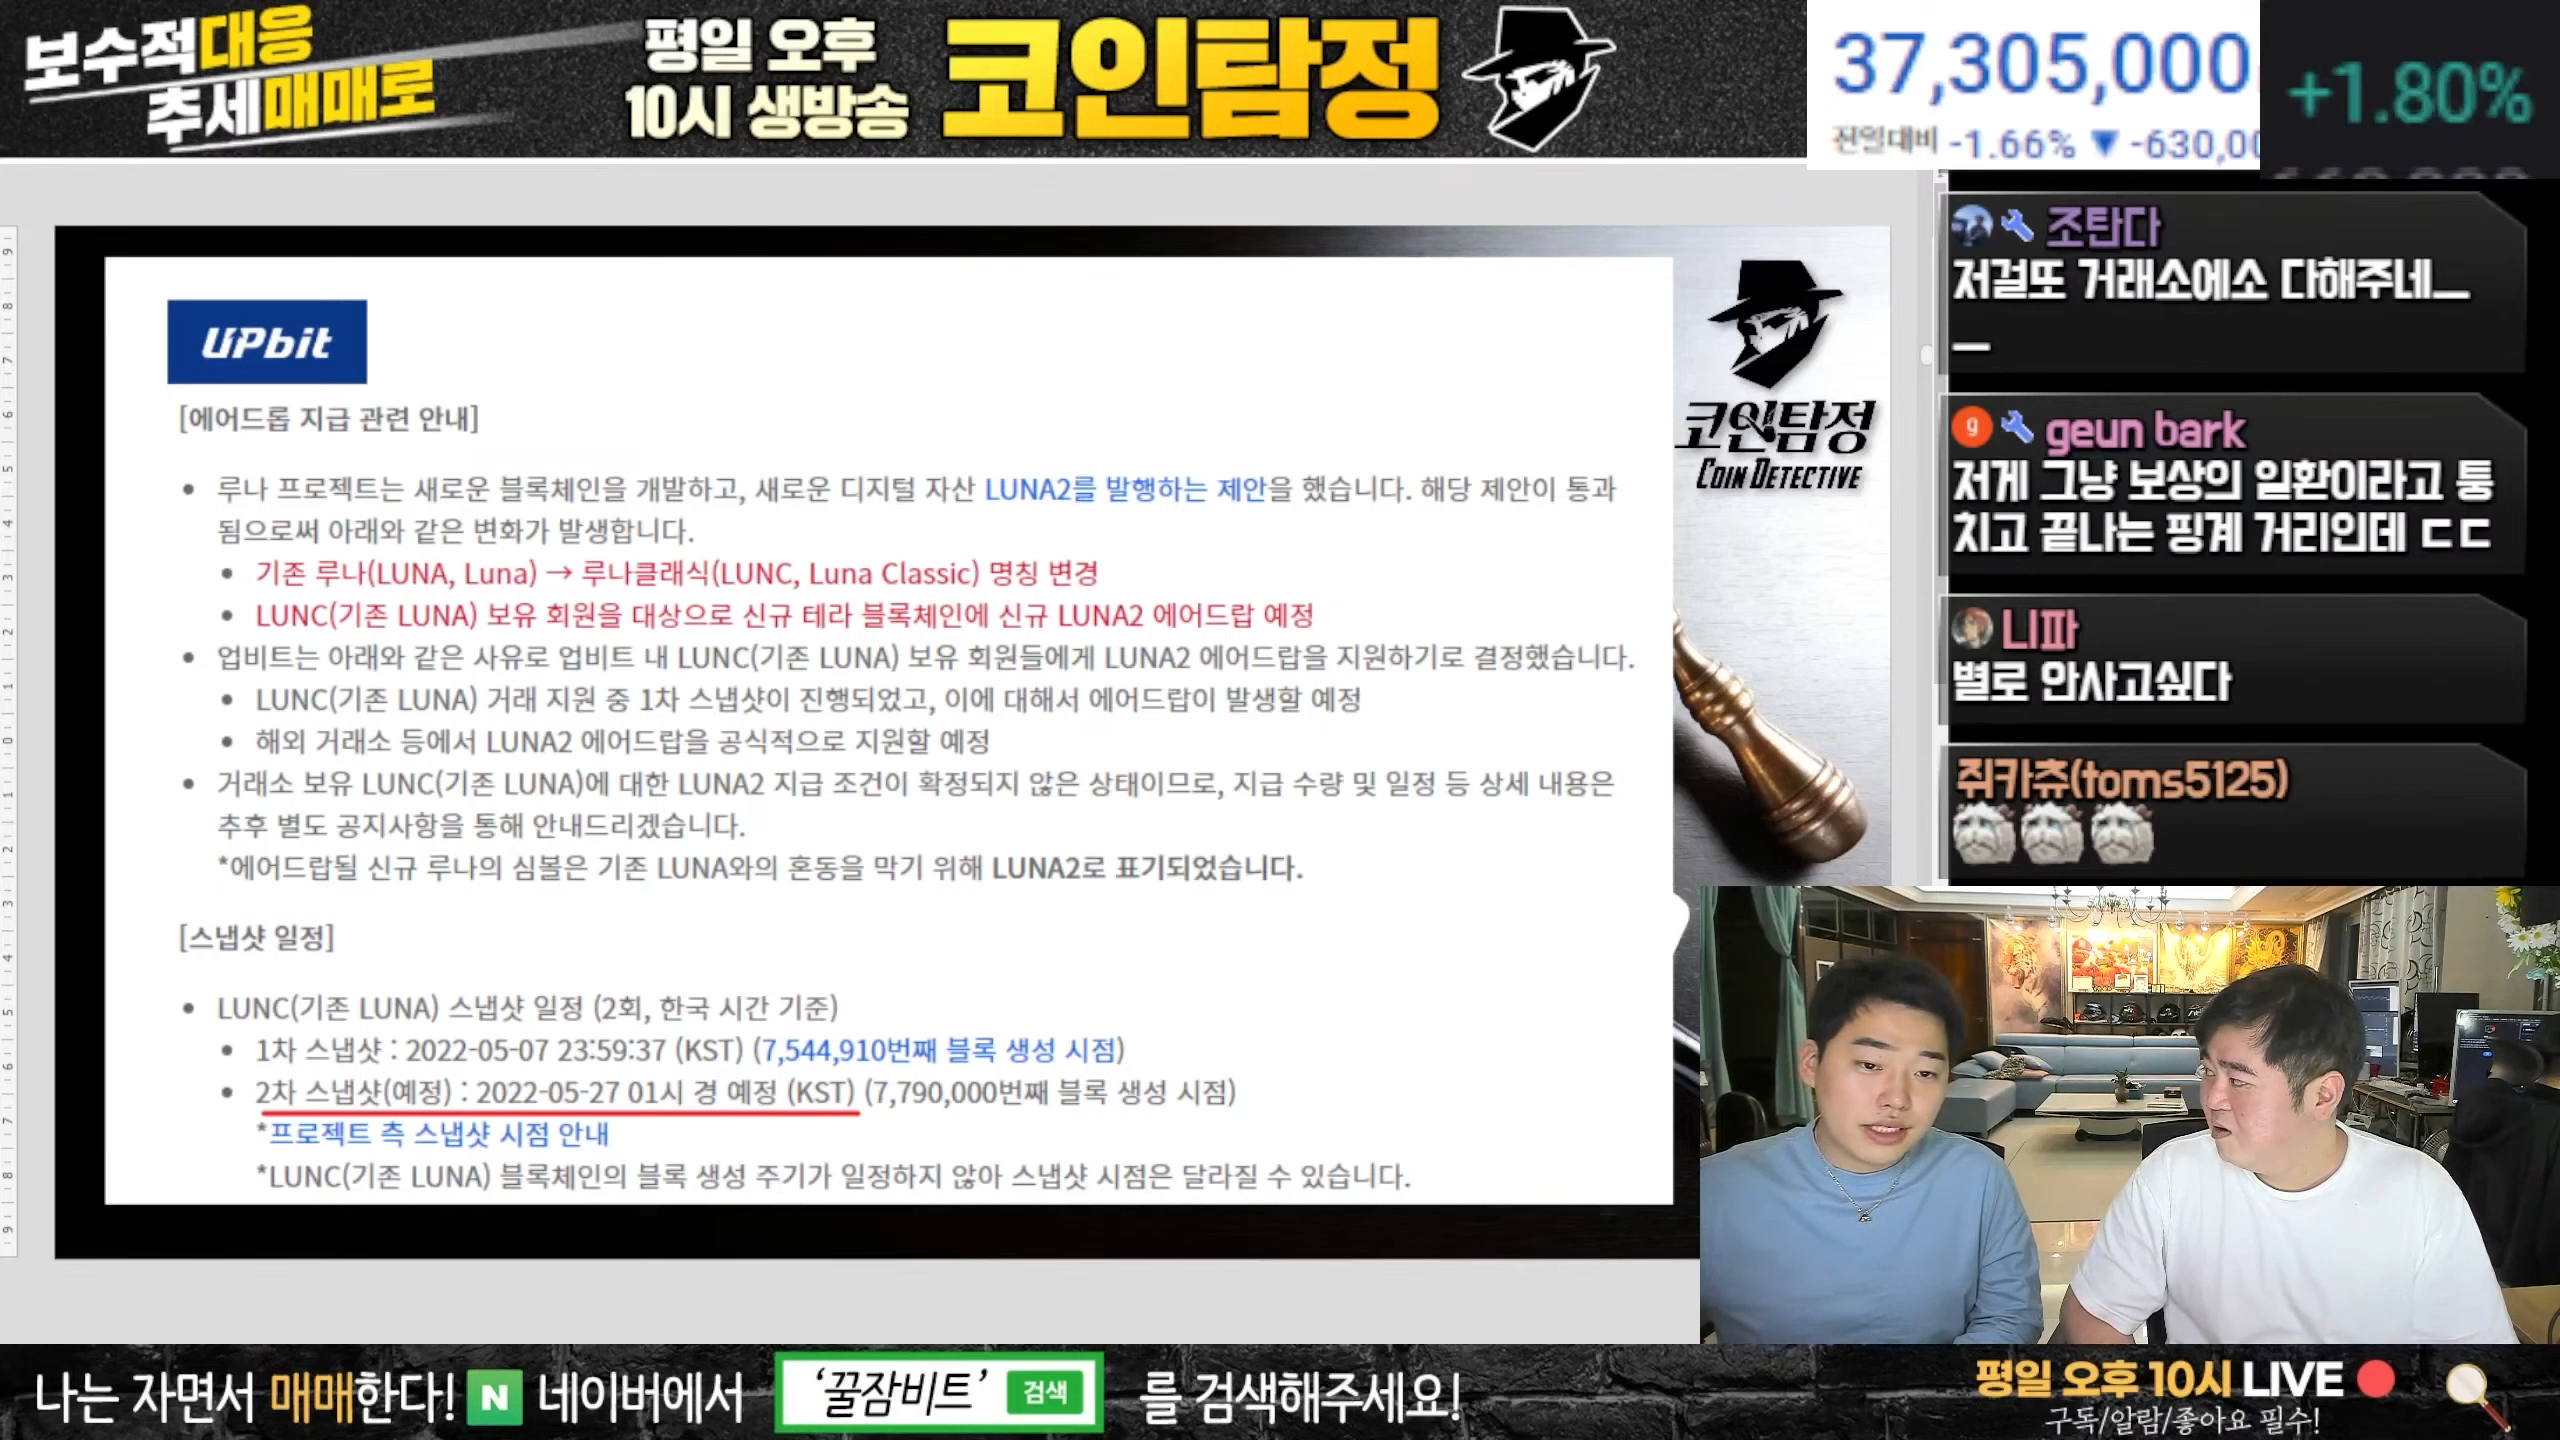 보수적대응
추세매매로
평일 오후
10시 생방송
코인탐정
37,305,000
전일대비 -1.66% ▼ -630,00
+1.80%
UPbit
[에어드롭 지급 관련 안내]
• 루나 프로젝트는 새로운 블록체인을 개발하고, 새로운 디지털 자산 LUNA2를 발행하는 제안을 했습니다. 해당 제안이 통과
됨으로써 아래와 같은 변화가 발생합니다.
• 기존 루나(LUNA, Luna) → 루나클래식(LUNC, Luna Classic) 명칭 변경
• LUNC(기존 LUNA) 보유 회원을 대상으로 신규 테라 블록체인에 신규 LUNA2 에어드랍 예정
• 업비트는 아래와 같은 사유로 업비트 내 LUNC(기존 LUNA) 보유 회원들에게 LUNA2 에어드랍을 지원하기로 결정했습니다.
• LUNC(기존 LUNA) 거래 지원 중 1차 스냅샷이 진행되었고, 이에 대해서 에어드랍이 발생할 예정
• 해외 거래소 등에서 LUNA2 에어드랍을 공식적으로 지원할 예정
• 거래소 보유 LUNC(기존 LUNA)에 대한 LUNA2 지급 조건이 확정되지 않은 상태이므로, 지급 수량 및 일정 등 상세 내용은
추후 별도 공지사항을 통해 안내드리겠습니다.
*에어드랍될 신규 루나의 심볼은 기존 LUNA와의 혼동을 막기 위해 LUNA2로 표기되었습니다.
[스냅샷 일정]
• LUNC(기존 LUNA) 스냅샷 일정 (2회, 한국 시간 기준)
• 1차 스냅샷 : 2022-05-07 23:59:37 (KST) (7,544,910번째 블록 생성 시점)
• 2차 스냅샷(예정) : 2022-05-27 01시 경 예정 (KST) (7,790,000번째 블록 생성 시점)
*프로젝트 측 스냅샷 시점 안내
*LUNC(기존 LUNA) 블록체인의 블록 생성 주기가 일정하지 않아 스냅샷 시점은 달라질 수 있습니다.
코인탐정
COIN DETECTIVE
조탄다
저걸또 거래소에소 다해주네ㅡ
ㅡ
g geun bark
저게 그냥 보상의 일환이라고 퉁
치고 끝나는 핑계 거리인데 ㄷㄷ
니파
별로 안사고싶다
쥐카츄(toms5125)
나는 자면서 매매한다! N 네이버에서 '꿀잠비트' 검색 를 검색해주세요!
평일 오후 10시 LIVE
구독/알람/좋아요 필수!